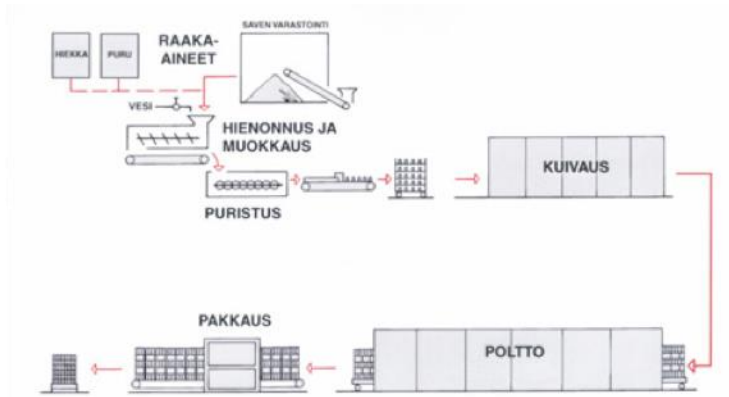 SAVEN VARASTOINTI
RAAKA-
AINEET
HIEKKA
PURU
VESI
HIENONNUS JA
MUOKKAUS
PURISTUS
KUIVAUS
PAKKAUS
POLTTO